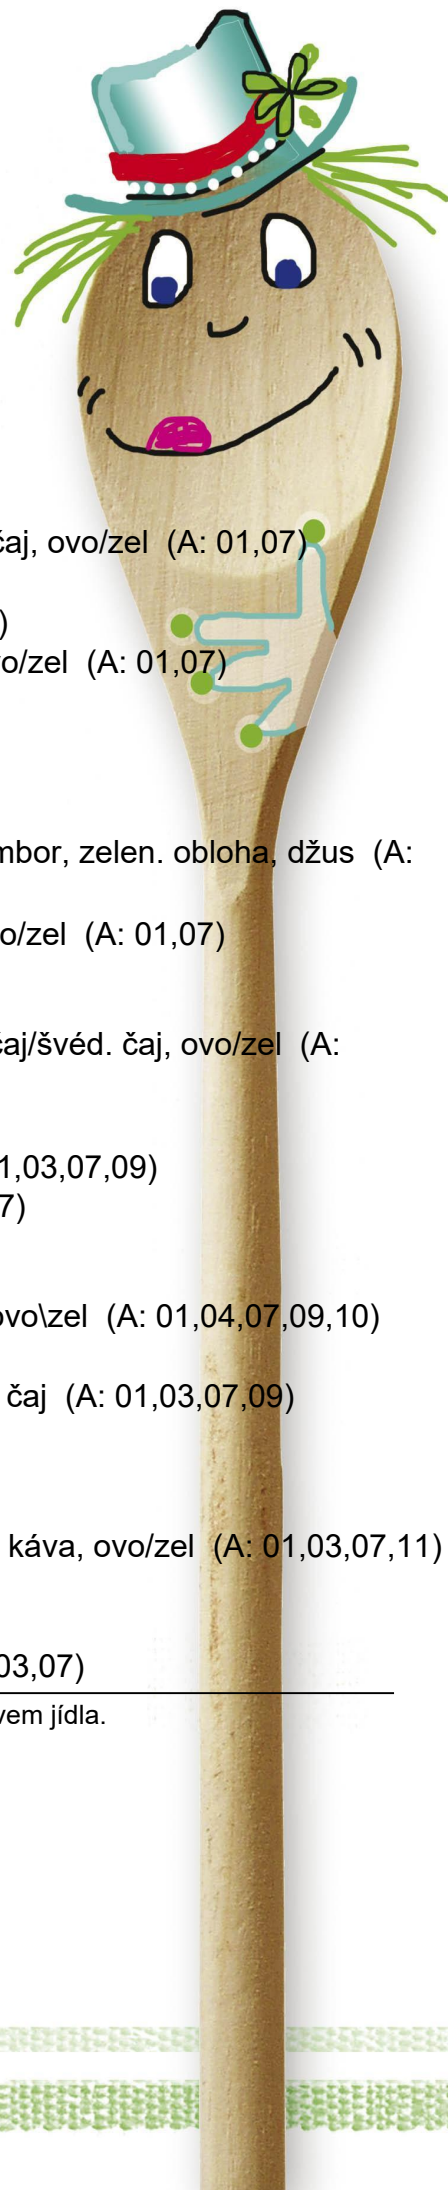 čaj, ovo/zel (A: 01,07)
)
o/zel (A: 01,07)
mbor, zelen. obloha, džus (A:
o/zel (A: 01,07)
čaj/švéd. čaj, ovo/zel (A:
1,03,07,09)
7)
ovo\zel (A: 01,04,07,09,10)
čaj (A: 01,03,07,09)
káva, ovo/zel (A: 01,03,07,11)
03,07)
vem jídla.